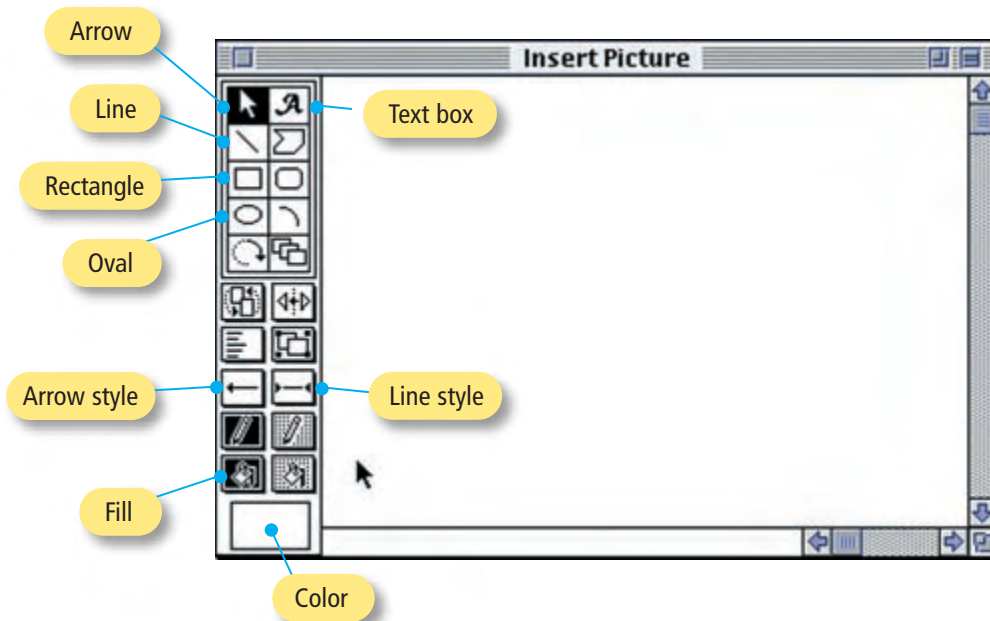 Arrow
Insert Picture
Line
Text box
Rectangle
Oval
Arrow style
Line style
Fill
Color